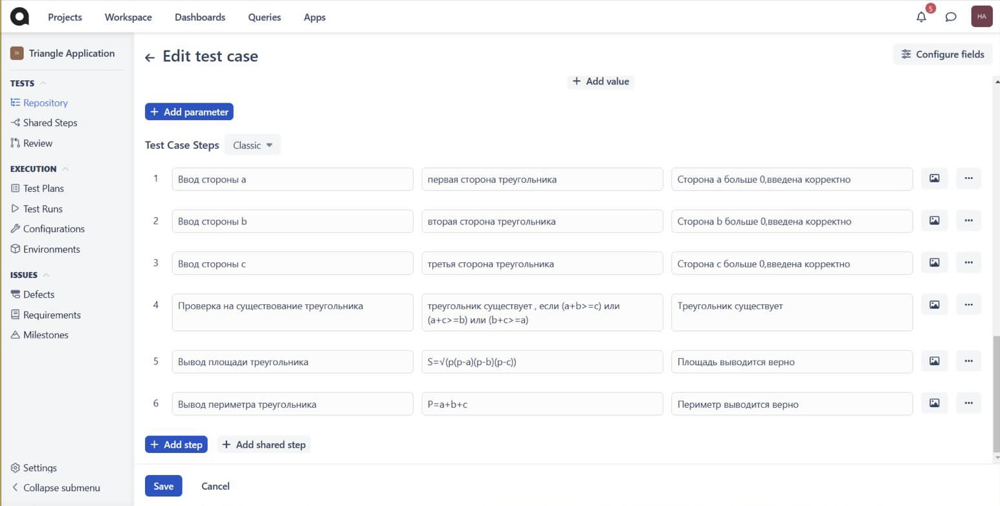 Projects Workspace Dashboards Queries Apps 5 HA
Triangle Application
TESTS
Repository
Shared Steps
Review
EXECUTION
Test Plans
Test Runs
Configurations
Environments
ISSUES
Defects
Requirements
Milestones
Settings
Collapse submenu
Edit test case
Configure fields
+ Add value
+ Add parameter
Test Case Steps Classic
1 Ввод стороны a первая сторона треугольника Сторона a больше 0,введена корректно
2 Ввод стороны b вторая сторона треугольника Сторона b больше 0,введена корректно
3 Ввод стороны c третья сторона треугольника Сторона c больше 0,введена корректно
4 Проверка на существование треугольника треугольник существует , если (a+b>=c) или Треугольник существует
(a+c>=b) или (b+c>=a)
5 Вывод площади треугольника S=√(p(p-a)(p-b)(p-c)) Площадь выводится верно
6 Вывод периметра треугольника P=a+b+c Периметр выводится верно
+ Add step + Add shared step
Save Cancel